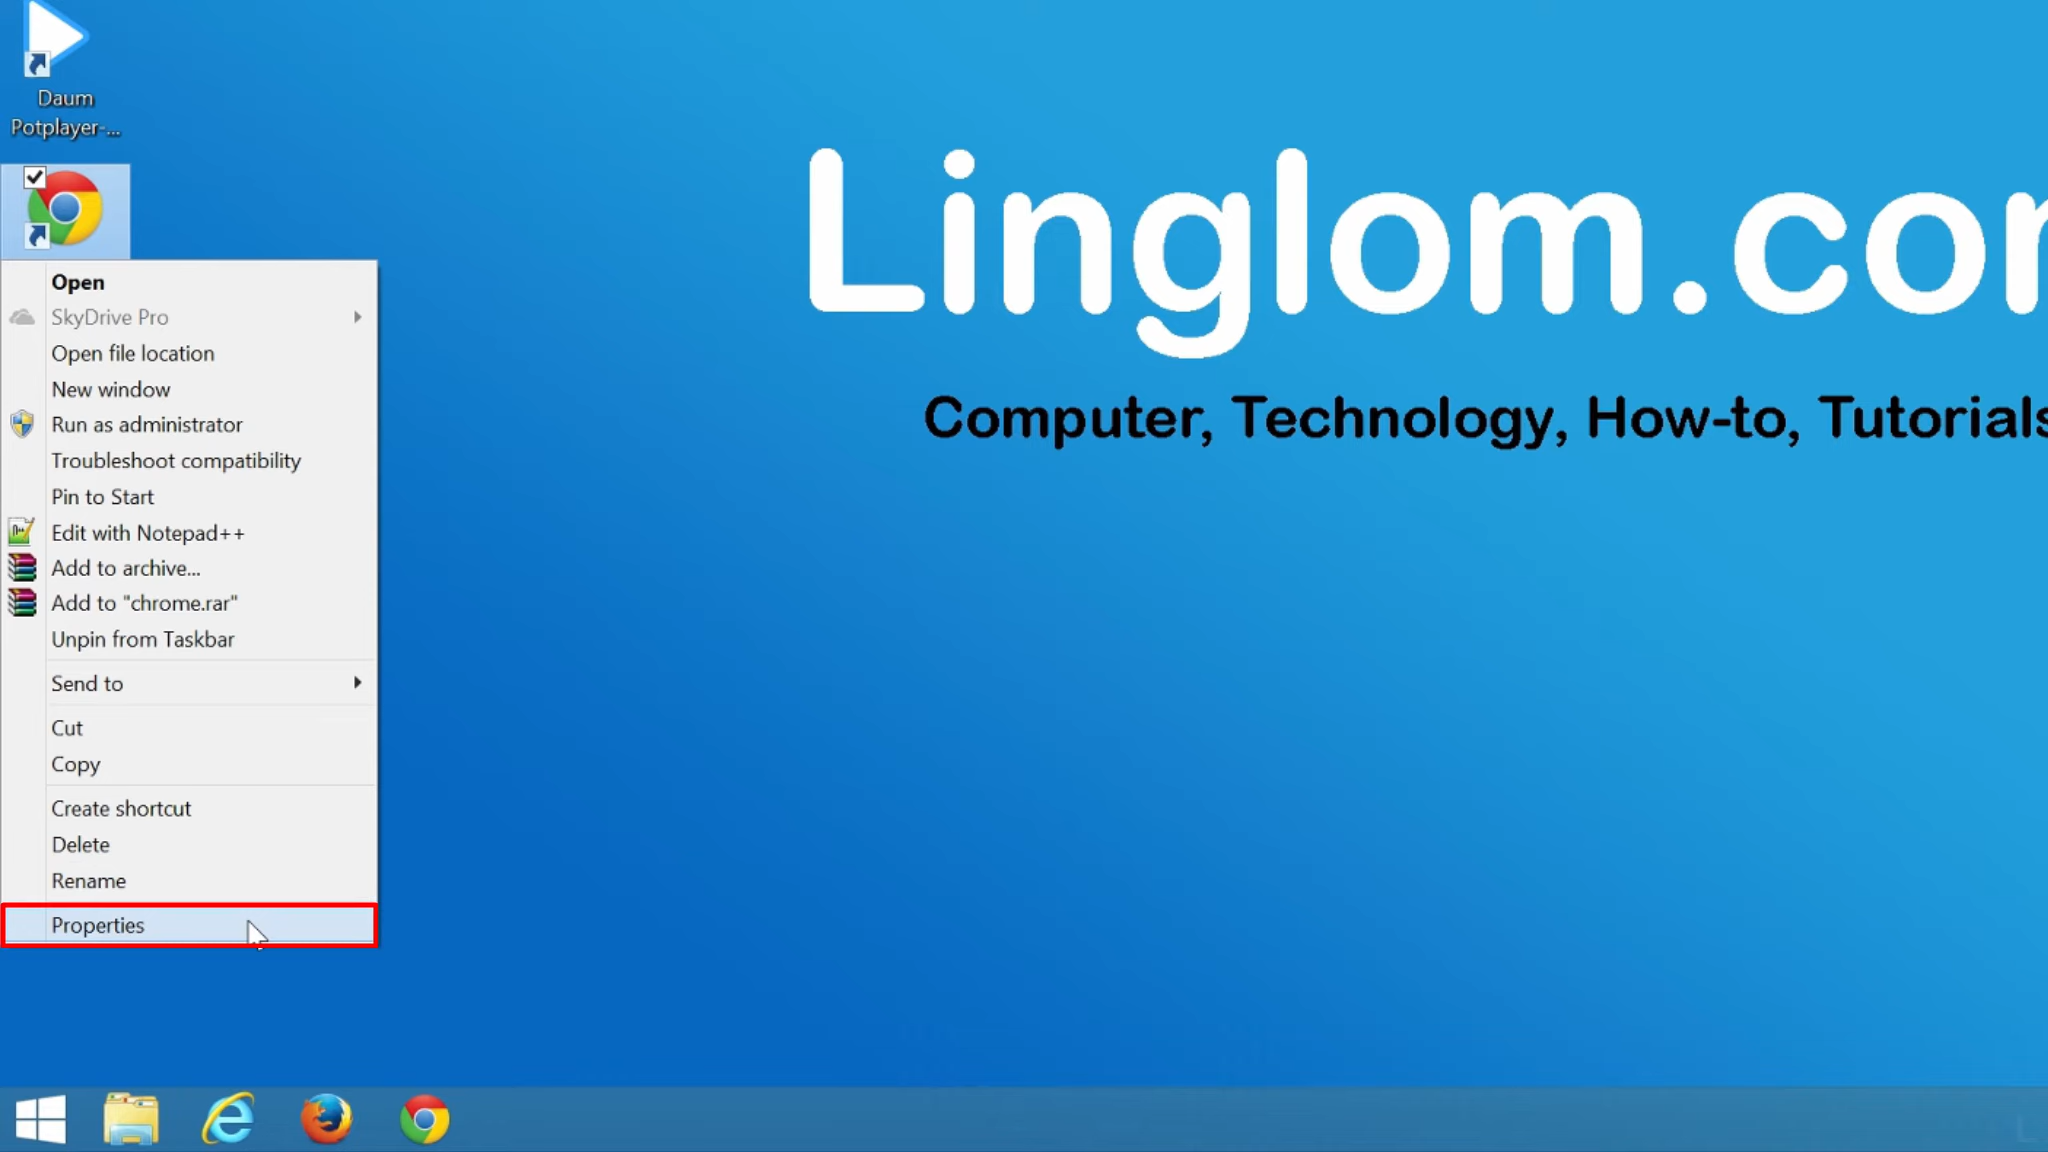 Daum
Potplayer-...
Linglom.co
Computer, Technology, How-to, Tutorials
Open
SkyDrive Pro
Open file location
New window
Run as administrator
Troubleshoot compatibility
Pin to Start
Edit with Notepad++
Add to archive...
Add to "chrome.rar"
Unpin from Taskbar
Send to
Cut
Copy
Create shortcut
Delete
Rename
Properties